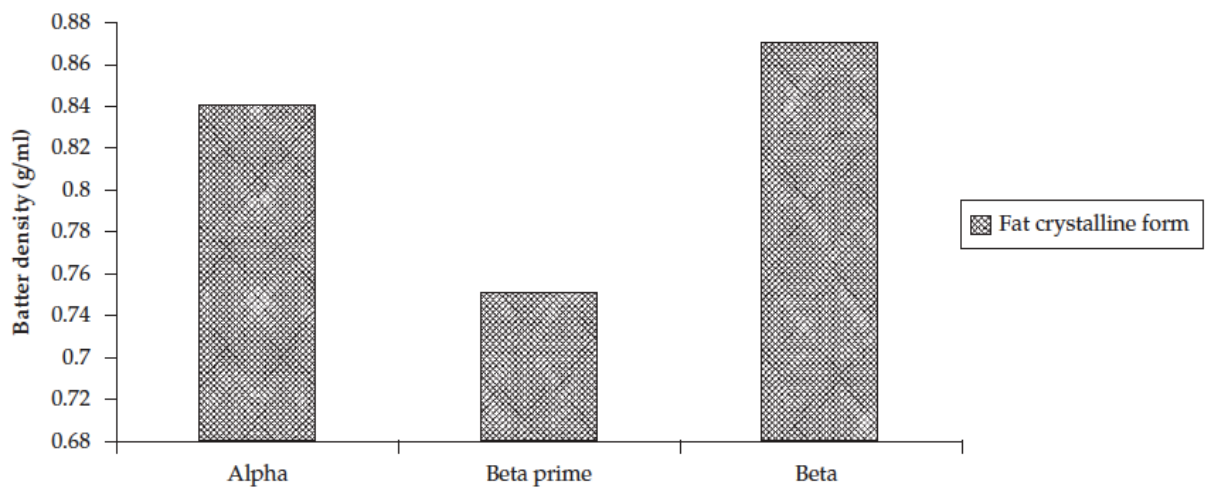 0.88
0.86
0.84
0.82
0.8
0.78
0.76
0.74
0.7
0.72
0.68
Batter density (g/ml)
Alpha
Beta prime
Beta
Fat crystalline form